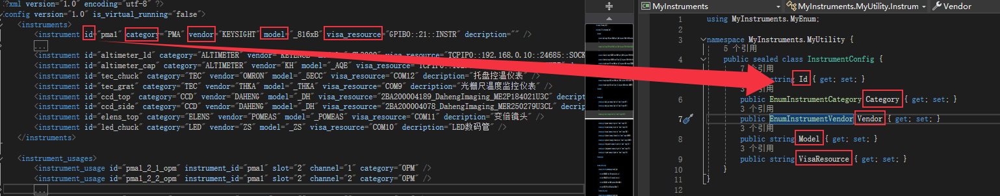 <?xml version="1.0" encoding="utf-8" ?>
<config version="1.0" is_virtual_running="false">
<instruments>
<instrument id="pma1" category="PMA" vendor="KEYSIGHT" model="_816xB" visa_resource="GPIB0::21::INSTR" decription="" />
...
<instrument id="altimeter_ld" category="ALTIMETER" vendor="KEYENCE" visa_resource="TCPIP0::192.168.0.10::24685::SOCK
<instrument id="altimeter_cap" category="ALTIMETER" vendor="KH" model="_AQB" visa_resource=
<instrument id="tec_chuck" category="TEC" vendor="OMRON" model="_5ECC" visa_resource="COM12" decription="托盘控温仪表" />
<instrument id="tec_grat" category="TEC" vendor="THKA" model="_THKA" visa_resource="COM9" decription="光栅尺温度监控仪表" />
<instrument id="ccd_top" category="CCD" vendor="DAHENG" model="_DH" visa_resource="2BA200004189_DahengImaging_ME2P184021U3C" decript
<instrument id="ccd_side" category="CCD" vendor="DAHENG" model="_DH" visa_resource="2BA200004078_DahengImaging_MER250279U3CL" decrip
<instrument id="elens_top" category="ELENS" vendor="POMEAS" model="_POMEAS" visa_resource="COM11" decription="变倍镜头" />
<instrument id="led_chuck" category="LED" vendor="ZS" model="_ZS" visa_resource="COM10" decription="LED数码管" />
</instruments>
<instrument_usages>
<instrument_usage id="pma1_2_1_opm" instrument_id="pma1" slot="2" channel="1" category="OPM" />
<instrument_usage id="pma1_2_2_opm" instrument_id="pma1" slot="2" channel="2" category="OPM" />
...
C# MyInstruments
MyInstruments.MyUtility.Instrum
Vendor
1 using MyInstruments.MyEnum;
2
3 namespace MyInstruments.MyUtility {
5 个引用
4 public sealed class InstrumentConfig {
7 个引用
string Id { get; set; }
3 个引用
6 public EnumInstrumentCategory Category { get; set; }
3 个引用
7 public EnumInstrumentVendor Vendor { get; set; }
3 个引用
8 public string Model { get; set; }
3 个引用
9 public string VisaResource { get; set; }
10 }
11 }
12